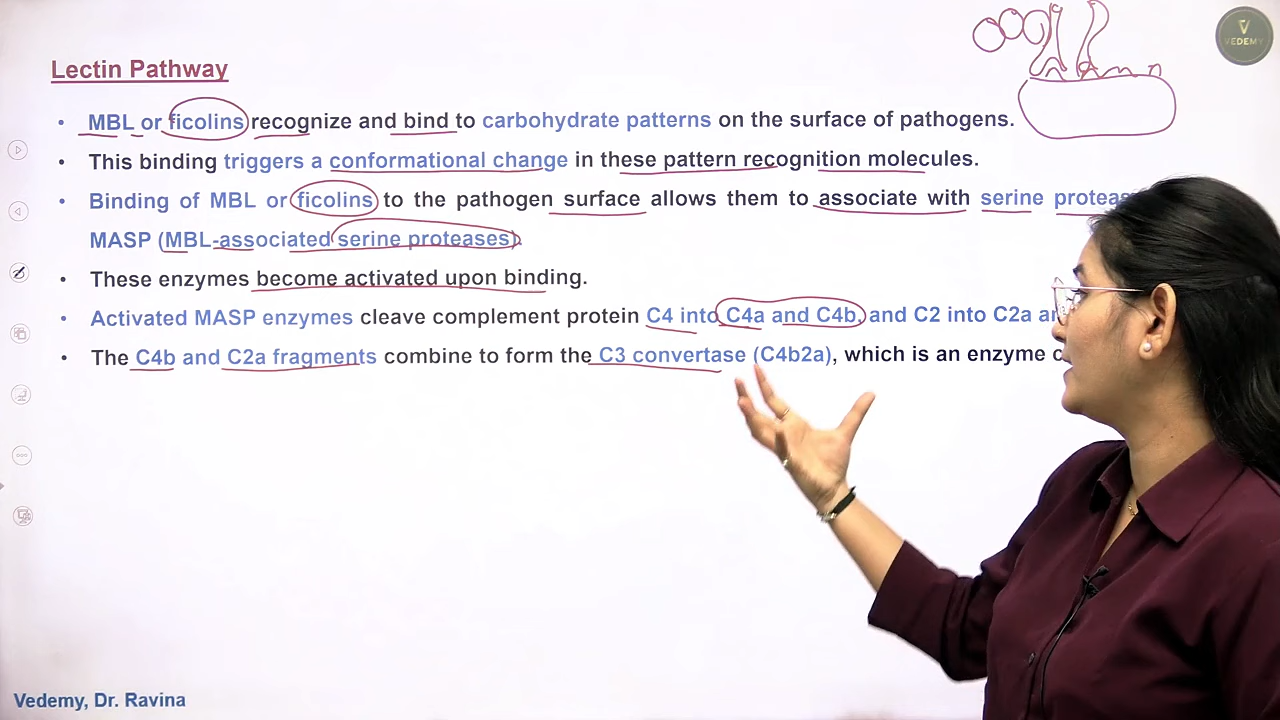 VEDEMY
Lectin Pathway
• MBL or ficolins recognize and bind to carbohydrate patterns on the surface of pathogens.
• This binding triggers a conformational change in these pattern recognition molecules.
• Binding of MBL or ficolins to the pathogen surface allows them to associate with serine
MASP (MBL-associated serine proteases).
• These enzymes become activated upon binding.
• Activated MASP enzymes cleave complement protein C4 into C4a and C4b, and C2 into C2a
• The C4b and C2a fragments combine to form the C3 convertase (C4b2a), which is an enzyme
Vedemy, Dr. Ravina